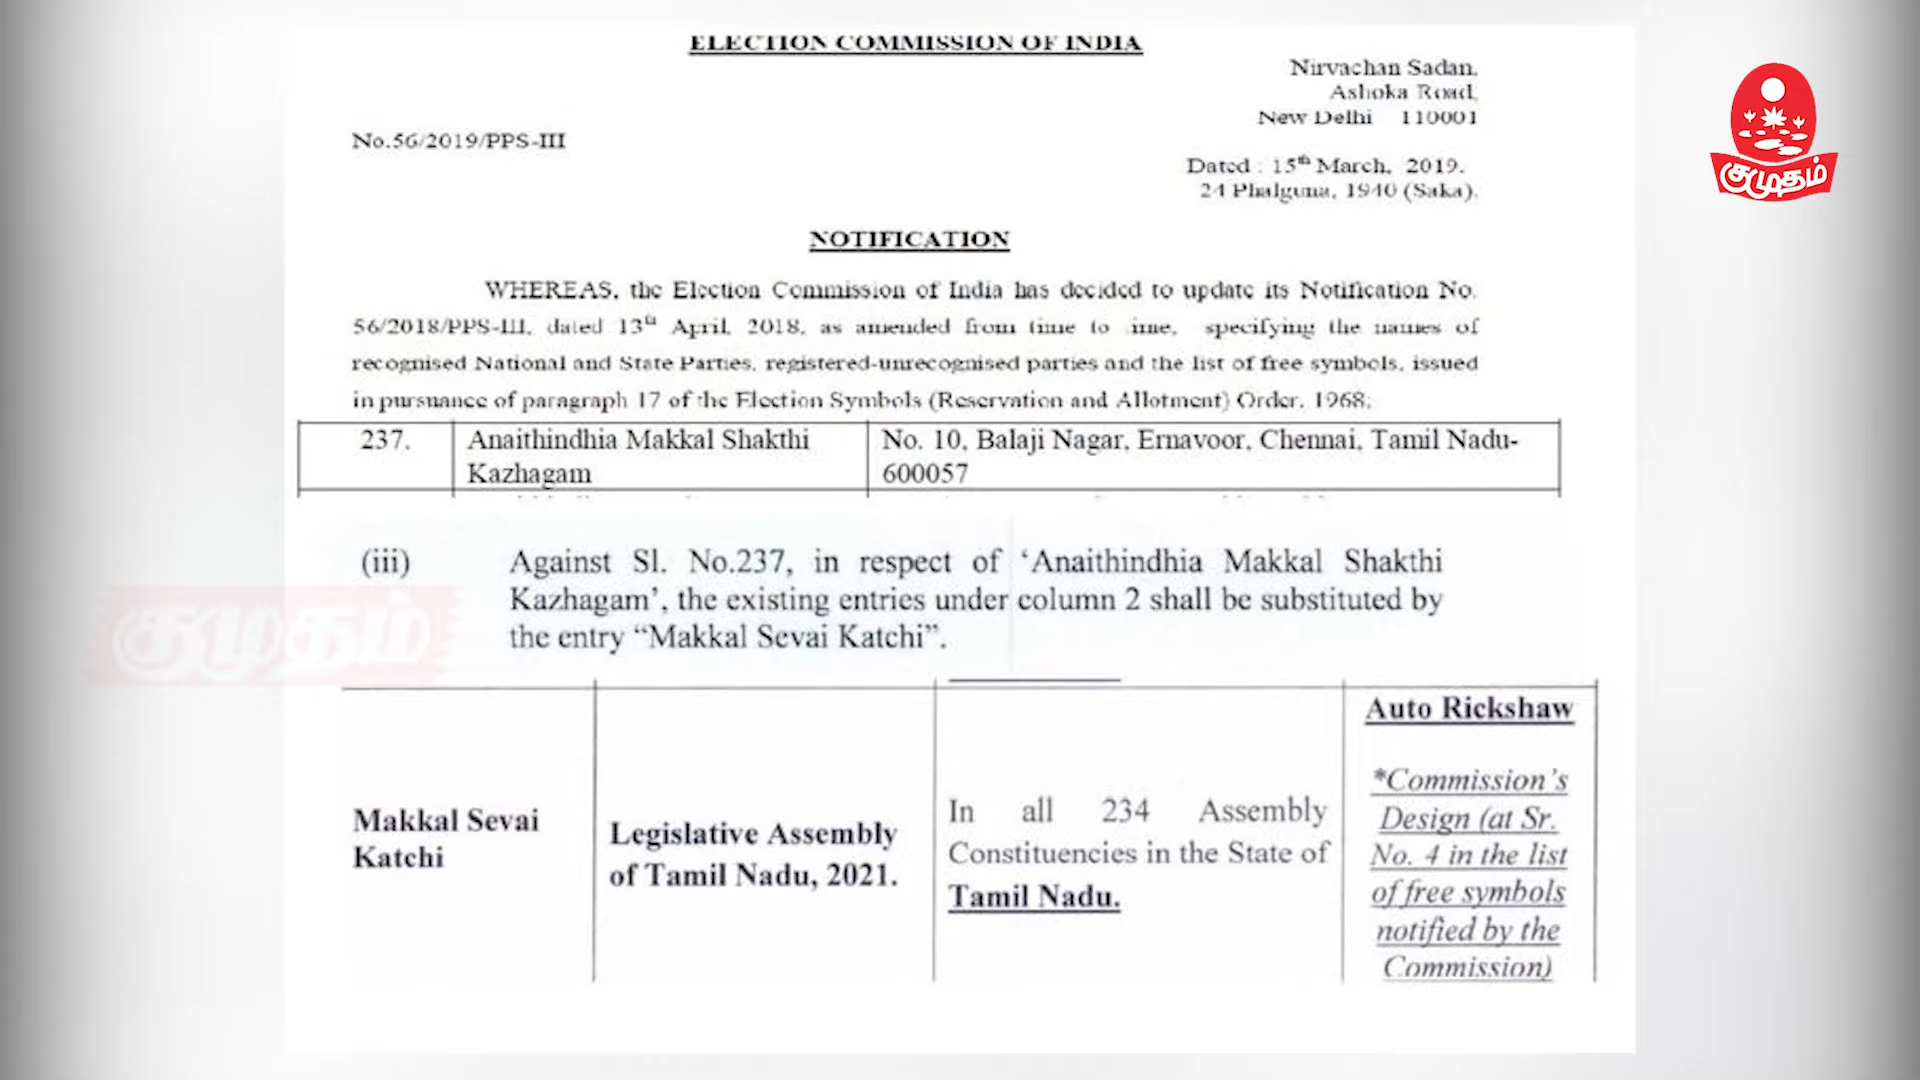 ELECTION COMMISSION OF INDIA
Nirvachan Sadan,
Ashoka Road,
New Delhi 110001
No.56/2019/PPS-III
Dated : 15th March, 2019.
24 Phalguna, 1940 (Saka).
குமுதம்
NOTIFICATION
WHEREAS, the Election Commission of India has decided to update its Notification No.
56/2018/PPS-III, dated 13th April, 2018, as amended from time to time, specifying the names of
recognised National and State Parties, registered-unrecognised parties and the list of free symbols, issued
in pursuance of paragraph 17 of the Election Symbols (Reservation and Allotment) Order, 1968;
237. Anaithindhia Makkal Shakthi Kazhagam No. 10, Balaji Nagar, Ernavoor, Chennai, Tamil Nadu-
600057
(iii) Against Sl. No.237, in respect of ‘Anaithindhia Makkal Shakthi
Kazhagam’, the existing entries under column 2 shall be substituted by
the entry “Makkal Sevai Katchi”.
குமுதம்
Makkal Sevai
Katchi
Legislative Assembly
of Tamil Nadu, 2021.
In all 234 Assembly
Constituencies in the State of
Tamil Nadu.
Auto Rickshaw
*Commission’s
Design (at Sr.
No. 4 in the list
of free symbols
notified by the
Commission)